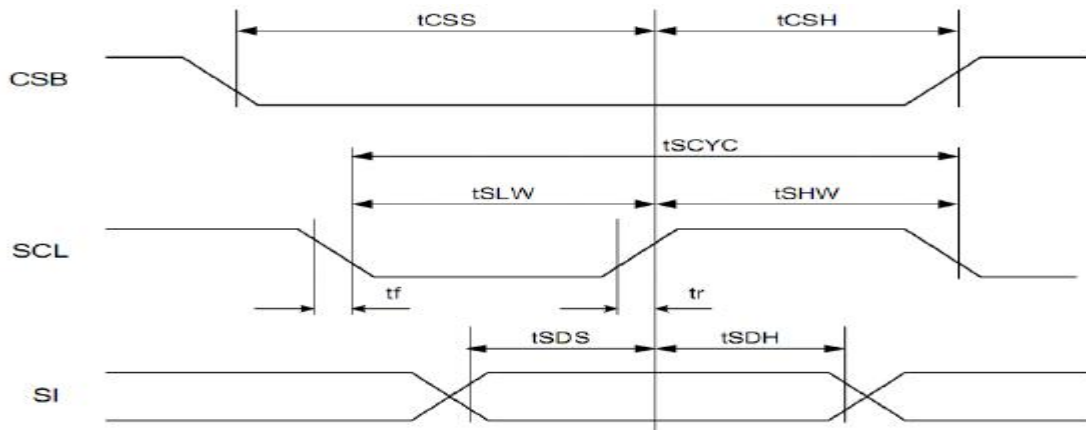 tCSS
tCSH
CSB
tSCYC
tSLW
tSHW
SCL
tf
tr
tSDS
tSDH
SI